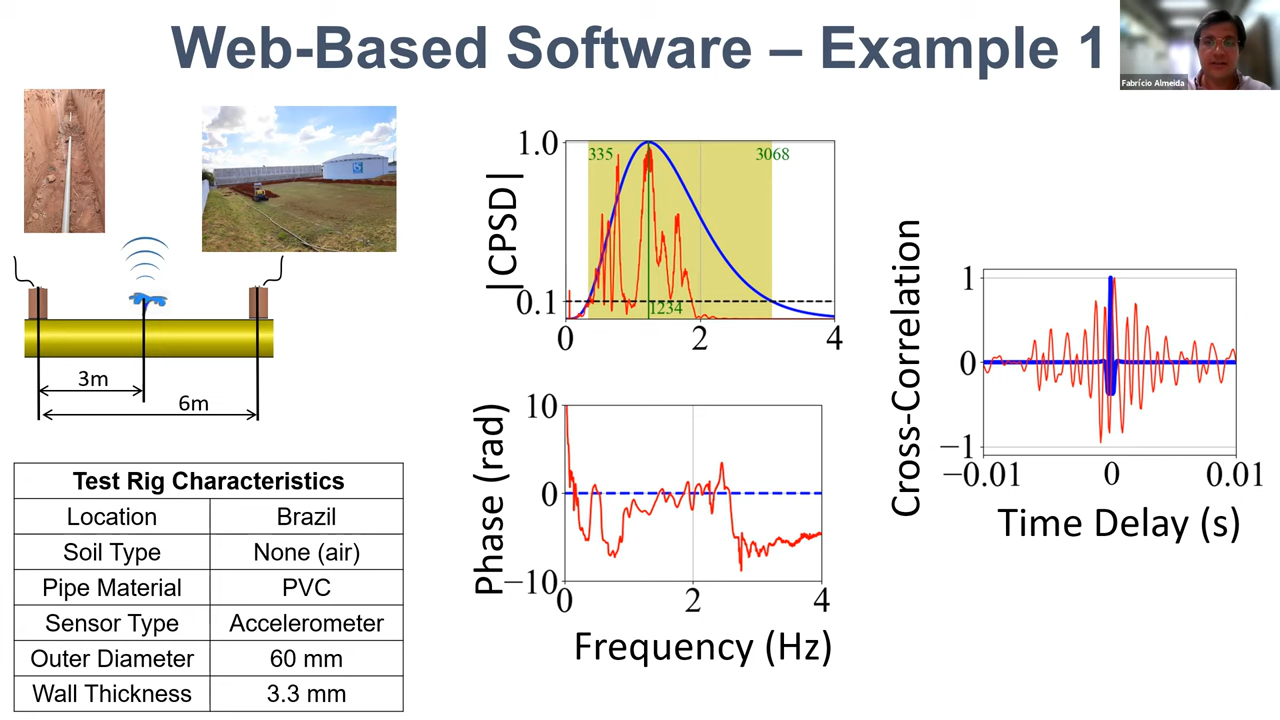 Web-Based Software – Example 1
Fabrício Almeida
3m
6m
Test Rig Characteristics
Location Brazil
Soil Type None (air)
Pipe Material PVC
Sensor Type Accelerometer
Outer Diameter 60 mm
Wall Thickness 3.3 mm
|CPSD|
1.0
0.1
335
3068
1234
0 2 4
Phase (rad)
10
0
−10
0 2 4
Frequency (Hz)
Cross-Correlation
1
0
−1
−0.01 0 0.01
Time Delay (s)